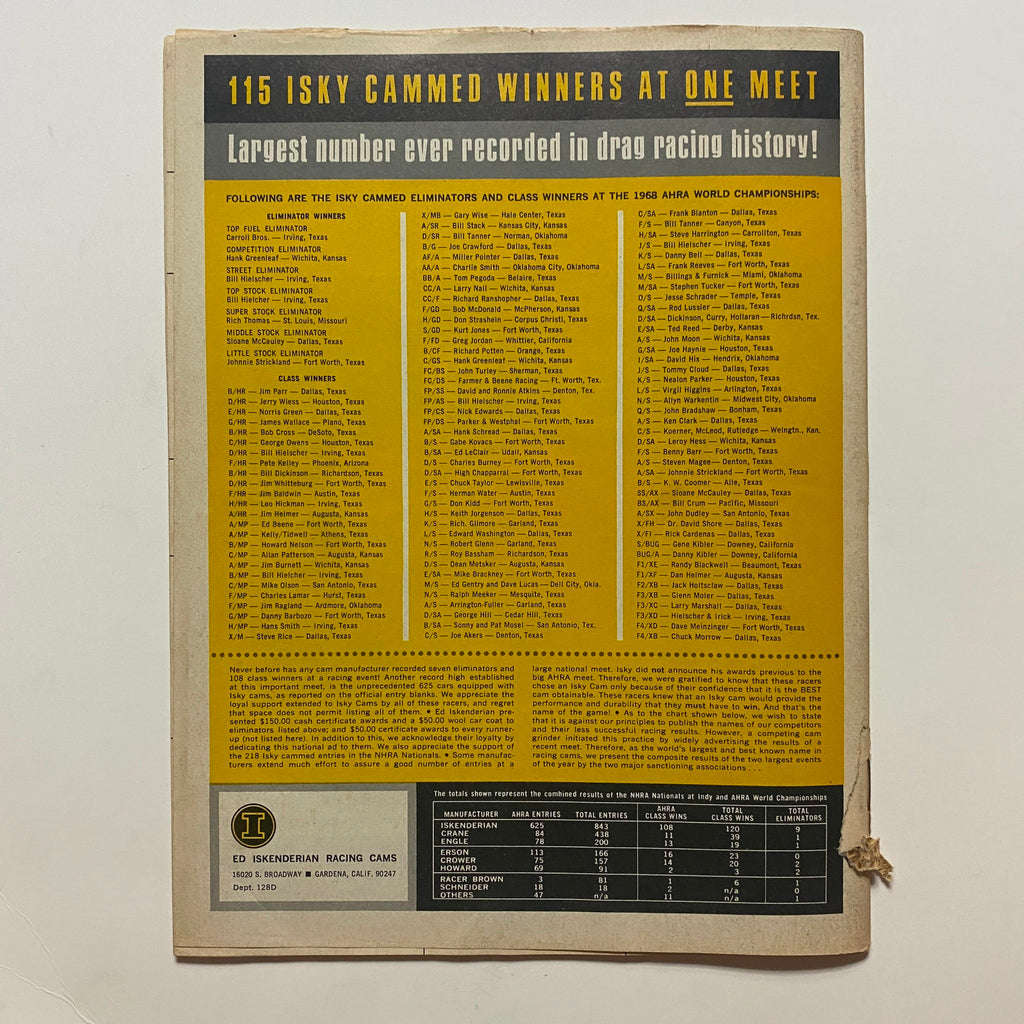 115 ISKY CAMMED WINNERS AT ONE MEET
Largest number ever recorded in drag racing history!
FOLLOWING ARE THE ISKY CAMMED ELIMINATORS AND CLASS WINNERS AT THE 1968 AHRA WORLD CHAMPIONSHIPS:
ELIMINATOR WINNERS
TOP FUEL ELIMINATOR
Carroll Bros. — Irving, Texas
COMPETITION ELIMINATOR
Hank Greenleaf — Wichita, Kansas
STREET ELIMINATOR
Bill Hielscher — Irving, Texas
TOP STOCK ELIMINATOR
Bill Hielcher — Irving, Texas
SUPER STOCK ELIMINATOR
Rich Thomas — St. Louis, Missouri
MIDDLE STOCK ELIMINATOR
Sloane McCauley — Dallas, Texas
LITTLE STOCK ELIMINATOR
Johnnie Strickland — Fort Worth, Texas
CLASS WINNERS
B/HR — Jim Parr — Dallas, Texas
D/HR — Jerry Wiess — Houston, Texas
E/HR — Norris Green — Dallas, Texas
G/HR — James Wallace — Plano, Texas
B/HR — Bob Cross — DeSoto, Texas
C/HR — George Owens — Houston, Texas
D/HR — Bill Hielscher — Irving, Texas
F/HR — Pete Kelley — Phoenix, Arizona
B/HR — Bill Dickinson — Richardson, Texas
D/HR — Jim Whitteburg — Fort Worth, Texas
F/HR — Jim Baldwin — Austin, Texas
H/HR — Leo Hickman — Irving, Texas
A/HR — Jim Helmer — Augusta, Kansas
A/MP — Ed Beene — Fort Worth, Texas
A/MP — Kelly/Tidwell — Athens, Texas
B/MP — Howard Nelson — Fort Worth, Texas
C/MP — Allan Patterson — Augusta, Kansas
A/MP — Jim Burnett — Wichita, Kansas
B/MP — Bill Hielcher — Irving, Texas
C/MP — Mike Olson — San Antonio, Texas
F/MP — Charles Lamar — Hurst, Texas
F/MP — Jim Ragland — Ardmore, Oklahoma
G/MP — Danny Barbozo — Fort Worth, Texas
H/MP — Hans Smith — Irving, Texas
X/M — Steve Rice — Dallas, Texas
X/MB — Gary Wise — Hale Center, Texas
A/SR — Bill Stack — Kansas City, Kansas
D/SR — Bill Tanner — Norman, Oklahoma
B/G — Joe Crawford — Dallas, Texas
AF/A — Miller Pointer — Dallas, Texas
AA/A — Charlie Smith — Oklahoma City, Oklahoma
BB/A — Tom Pegoda — Belaire, Texas
CC/A — Larry Nail — Wichita, Kansas
CC/F — Richard Ranshopher — Dallas, Texas
F/GD — Bob McDonald — McPherson, Kansas
H/GD — Don Strashein — Corpus Christi, Texas
S/GD — Kurt Jones — Fort Worth, Texas
F/FD — Greg Jordan — Whittier, California
B/CF — Richard Potten — Orange, Texas
C/GS — Hank Greenleaf — Wichita, Kansas
FC/BS — John Turley — Sherman, Texas
FC/DS — Farmer & Beene Racing — Ft. Worth, Tex.
FP/SS — David and Ronnie Atkins — Denton, Tex.
FP/AS — Bill Hielscher — Irving, Texas
FP/CS — Nick Edwards — Dallas, Texas
FP/DS — Parker & Westphal — Fort Worth, Texas
A/SA — Hank Schread — Dallas, Texas
B/S — Gabe Kovacs — Fort Worth, Texas
B/SA — Ed LeClair — Udall, Kansas
D/S — Charles Burney — Fort Worth, Texas
D/SA — High Chapparral — Fort Worth, Texas
E/S — Chuck Taylor — Lewisville, Texas
F/S — Herman Water — Austin, Texas
G/S — Don Kidd — Fort Worth, Texas
H/S — Keith Jorgenson — Dallas, Texas
K/S — Rich. Gilmore — Garland, Texas
L/S — Edward Washington — Dallas, Texas
N/S — Robert Glenn — Garland, Texas
R/S — Roy Bassham — Richardson, Texas
D/S — Dean Metsker — Augusta, Kansas
E/SA — Mike Brackney — Fort Worth, Texas
M/S — Ed Gentry and Dave Lucas — Dell City, Okla.
N/S — Ralph Meeker — Mesquite, Texas
A/S — Arrington-Fuller — Garland, Texas
D/SA — George Hill — Cedar Hill, Texas
B/SA — Sonny and Pat Mosel — San Antonio, Tex.
C/S — Joe Akers — Denton, Texas
C/SA — Frank Blanton — Dallas, Texas
F/S — Bill Tanner — Canyon, Texas
H/SA — Steve Harrington — Carrollton, Texas
J/S — Bill Hielscher — Irving, Texas
K/S — Danny Bell — Dallas, Texas
L/SA — Frank Reeves — Fort Worth, Texas
M/S — Billings & Furnick — Miami, Oklahoma
M/SA — Stephen Tucker — Fort Worth, Texas
O/S — Jesse Schrader — Temple, Texas
Q/SA — Rod Lussier — Dallas, Texas
D/SA — Dickinson, Curry, Hollaran — Richrdsn, Tex.
E/SA — Ted Reed — Derby, Kansas
A/S — John Moon — Wichita, Kansas
G/SA — Joe Haynie — Houston, Texas
I/SA — David Hix — Hendrix, Oklahoma
J/S — Tommy Cloud — Dallas, Texas
K/S — Nealon Parker — Houston, Texas
L/S — Virgil Higgins — Arlington, Texas
N/S — Allyn Warkentin — Midwest City, Oklahoma
Q/S — John Bradshaw — Bonham, Texas
A/S — Ken Clark — Dallas, Texas
C/S — Koerner, McLeod, Rutledge — Welngtn., Kan.
D/SA — Leroy Hess — Wichita, Kansas
F/S — Benny Barr — Fort Worth, Texas
A/S — Steven Magee — Denton, Texas
A/SA — Johnnie Strickland — Fort Worth, Texas
B/S — K. W. Coomer — Alle, Texas
SS/AX — Sloane McCauley — Dallas, Texas
BS/AX — Bill Crum — Pacific, Missouri
A/SX — John Dudley — San Antonio, Texas
X/FH — Dr. David Shore — Dallas, Texas
X/FI — Rick Cardenas — Dallas, Texas
S/BUG — Gene Kibler — Downey, California
BUG/A — Danny Kibler — Downey, California
F1/XE — Randy Blackwell — Beaumont, Texas
F1/XF — Dan Helmer — Augusta, Kansas
F2/XB — Jack Holtsclaw — Dallas, Texas
F3/XB — Glenn Moler — Dallas, Texas
F3/XC — Larry Marshall — Dallas, Texas
F3/XD — Hielscher & Irick — Irving, Texas
F4/XD — Dave Meinzinger — Fort Worth, Texas
F4/XB — Chuck Morrow — Dallas, Texas
Never before has any cam manufacturer recorded seven eliminators and
108 class winners at a racing event! Another record high established
at this important meet, is the unprecedented 625 cars equipped with
Isky cams, as reported on the official entry blanks. We appreciate the
loyal support extended to Isky Cams by all of these racers, and regret
that space does not permit listing all of them. • Ed Iskenderian pre-
sented $150.00 cash certificate awards and a $50.00 wool car coat to
eliminators listed above; and $50.00 certificate awards to every runner-
up (not listed here). In addition to this, we acknowledge their loyalty by
dedicating this national ad to them. We also appreciate the support of
the 218 Isky cammed entries in the NHRA Nationals. • Some manufac-
turers extend much effort to assure a good number of entries at a
large national meet. Isky did not announce his awards previous to the
big AHRA meet. Therefore, we were gratified to know that these racers
chose an Isky Cam only because of their confidence that it is the BEST
cam obtainable. These racers knew that an Isky cam would provide the
performance and durability that they must have to win. And that's the
name of the game! • As to the chart shown below, we wish to state
that it is against our principles to publish the names of our competitors
and their less successful racing results. However, a competing cam
grinder initiated this practice by widely advertising the results of a
recent meet. Therefore, as the world's largest and best known name in
racing cams, we present the composite results of the two largest events
of the year by the two major sanctioning associations . . .
I
ED ISKENDERIAN RACING CAMS
16020 S. BROADWAY ■ GARDENA, CALIF. 90247
Dept. 128D
The totals shown represent the combined results of the NHRA Nationals at Indy and AHRA World Championships
MANUFACTURER AHRA ENTRIES TOTAL ENTRIES AHRA CLASS WINS TOTAL CLASS WINS TOTAL ELIMINATORS
ISKENDERIAN 625 843 108 120 9
CRANE 84 438 11 39 1
ENGLE 78 200 13 19 1
ERSON 113 166 16 23 0
CROWER 75 157 14 20 2
HOWARD 69 91 2 3 2
RACER BROWN 3 81 1 6 1
SCHNEIDER 18 18 2 n/a 0
OTHERS 47 n/a 11 n/a 1